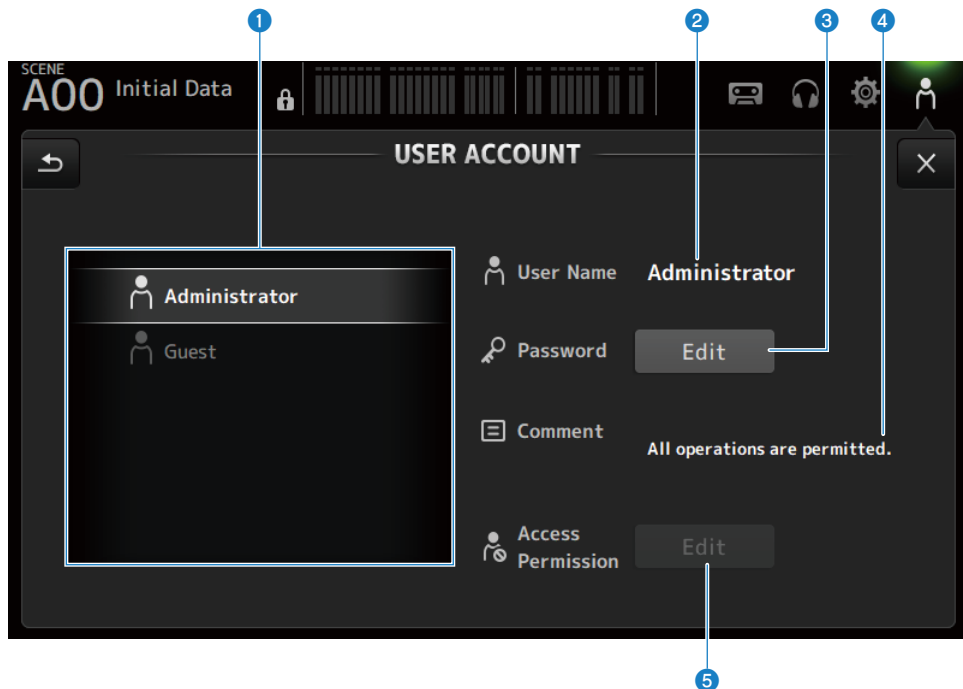 1 2 3 4
SCENE
A00 Initial Data
USER ACCOUNT
Administrator
Guest
User Name Administrator
Password Edit
Comment
All operations are permitted.
Access
Permission Edit
5